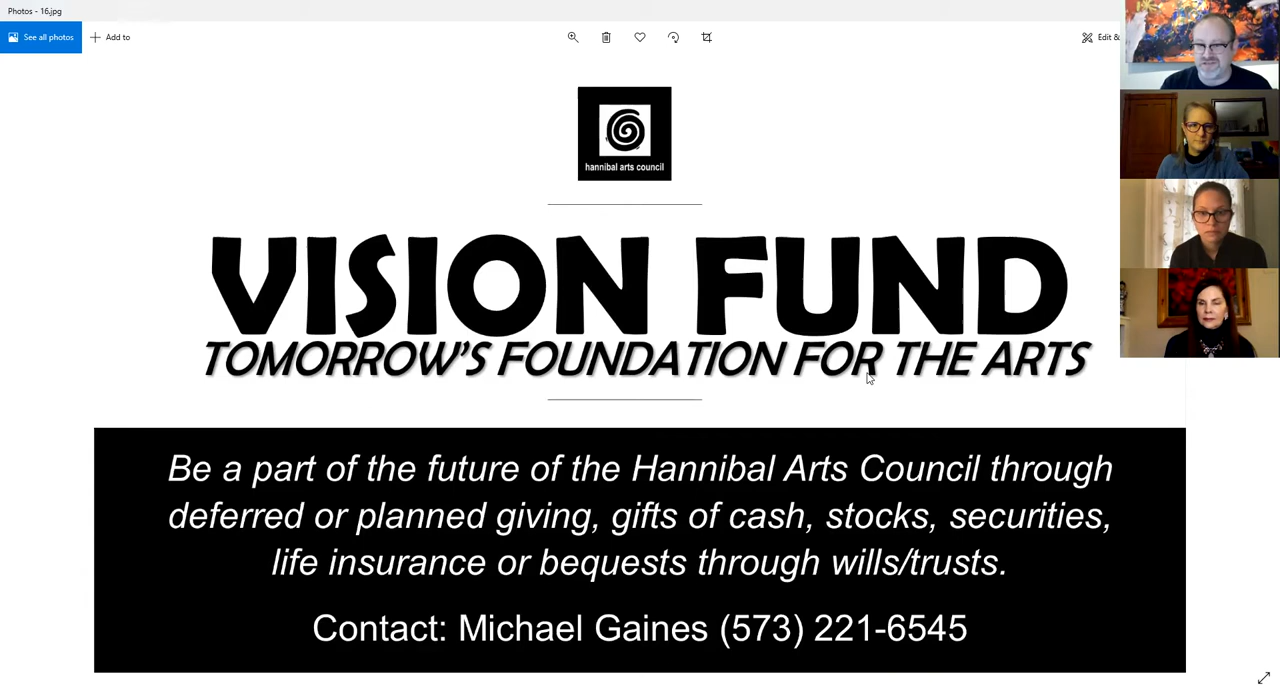 Photos - 16.jpg
See all photos
Add to
Edit &
hannibal arts council
VISION FUND
TOMORROW'S FOUNDATION FOR THE ARTS
Be a part of the future of the Hannibal Arts Council through
deferred or planned giving, gifts of cash, stocks, securities,
life insurance or bequests through wills/trusts.
Contact: Michael Gaines (573) 221-6545